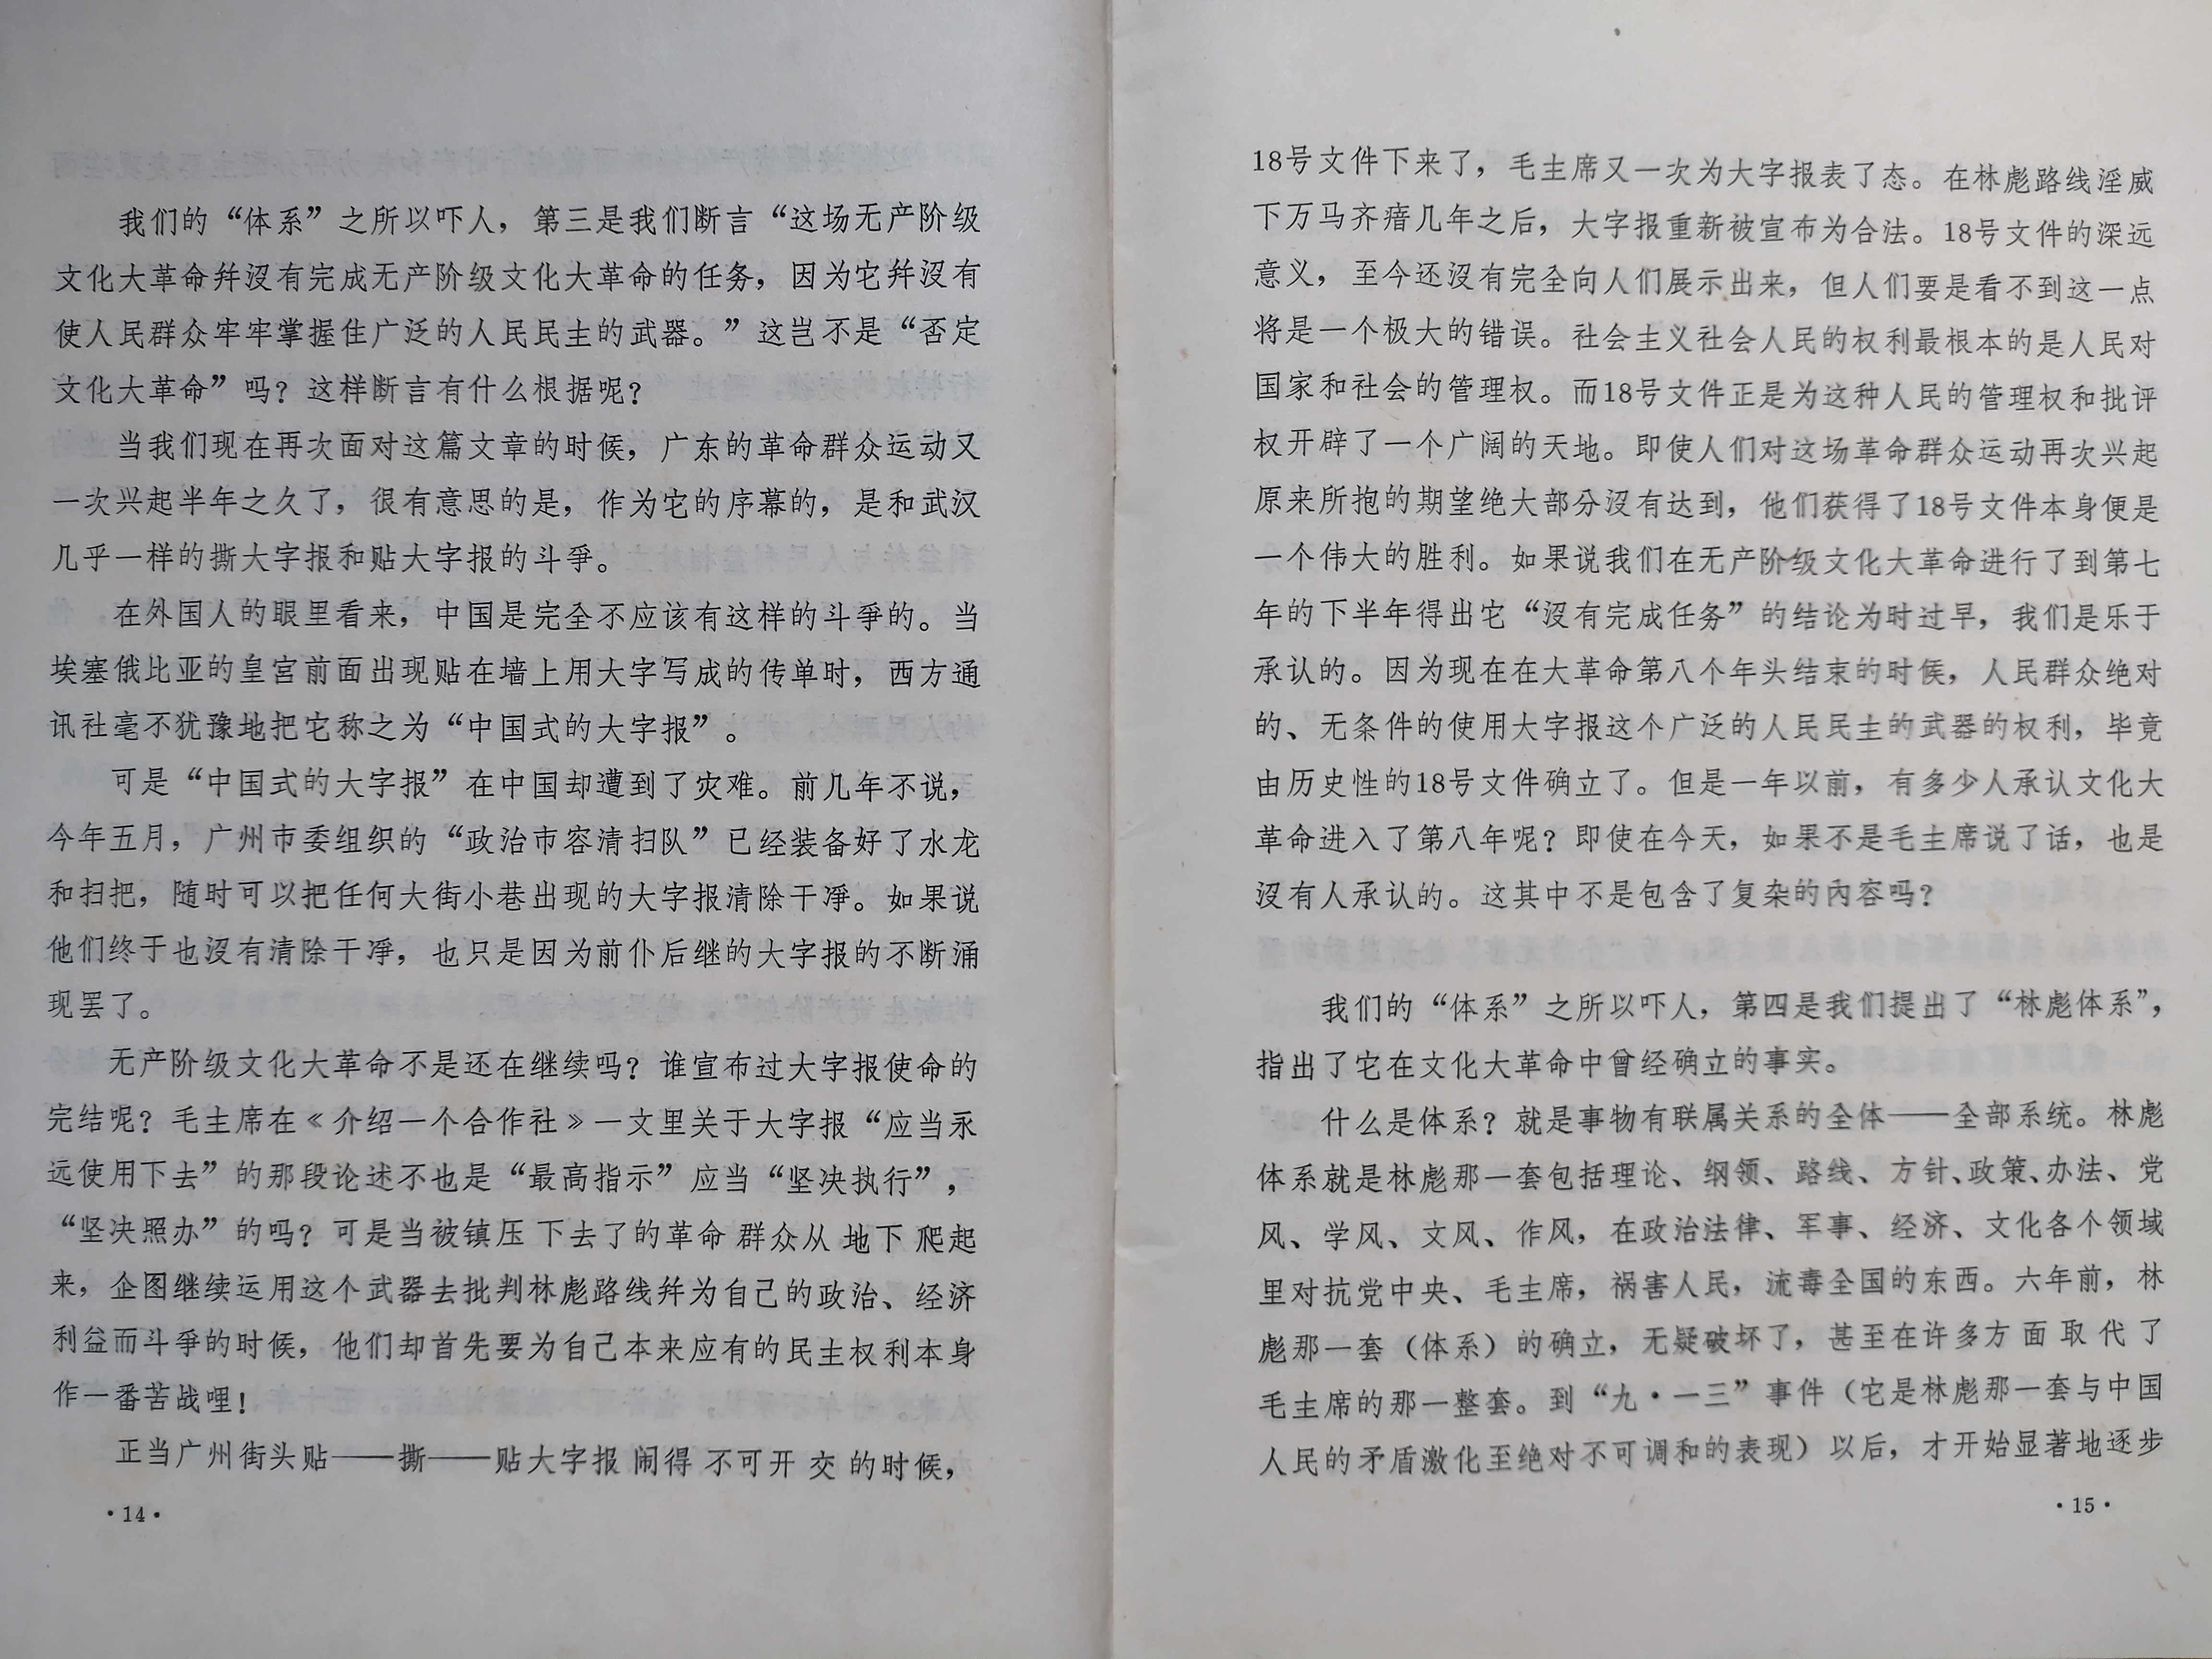 我们的“体系”之所以吓人，第三是我们断言“这场无产阶级
文化大革命幷沒有完成无产阶级文化大革命的任务，因为它幷沒有
使人民群众牢牢掌握住广泛的人民民主的武器。”这岂不是“否定
文化大革命”吗？这样断言有什么根据呢？
当我们现在再次面对这篇文章的时候，广东的革命群众运动又
一次兴起半年之久了，很有意思的是，作为它的序幕的，是和武汉
几乎一样的撕大字报和贴大字报的斗爭。
在外国人的眼里看来，中国是完全不应该有这样的斗爭的。当
埃塞俄比亚的皇宮前面出现贴在墙上用大字写成的传单时，西方通
讯社毫不犹豫地把它称之为“中国式的大字报”。
可是“中国式的大字报”在中国却遭到了灾难。前几年不说，
今年五月，广州市委组织的“政治市容清扫队”已经装备好了水龙
和扫把，随时可以把任何大街小巷出现的大字报清除干凈。如果说
他们终于也沒有清除干凈，也只是因为前仆后继的大字报的不断涌
现罢了。
无产阶级文化大革命不是还在继续吗？谁宣布过大字报使命的
完结呢？毛主席在《介绍一个合作社》一文里关于大字报“应当永
远使用下去”的那段论述不也是“最高指示”应当“坚决执行”，
“坚决照办”的吗？可是当被镇压下去了的革命群众从地下爬起
来，企图继续运用这个武器去批判林彪路线幷为自己的政治、经济
利益而斗爭的时候，他们却首先要为自己本来应有的民主权利本身
作一番苦战哩！
正当广州街头贴——撕——贴大字报闹得不可开交的时候，
·14·
18号文件下来了，毛主席又一次为大字报表了态。在林彪路线淫威
下万马齐瘖几年之后，大字报重新被宣布为合法。18号文件的深远
意义，至今还沒有完全向人们展示出来，但人们要是看不到这一点
将是一个极大的错误。社会主义社会人民的权利最根本的是人民对
国家和社会的管理权。而18号文件正是为这种人民的管理权和批评
权开辟了一个广阔的天地。即使人们对这场革命群众运动再次兴起
原来所抱的期望绝大部分沒有达到，他们获得了18号文件本身便是
一个伟大的胜利。如果说我们在无产阶级文化大革命进行了到第七
年的下半年得出它“沒有完成任务”的结论为时过早，我们是乐于
承认的。因为现在在大革命第八个年头结束的时候，人民群众绝对
的、无条件的使用大字报这个广泛的人民民主的武器的权利，毕竟
由历史性的18号文件确立了。但是一年以前，有多少人承认文化大
革命进入了第八年呢？即使在今天，如果不是毛主席说了话，也是
沒有人承认的。这其中不是包含了复杂的內容吗？
我们的“体系”之所以吓人，第四是我们提出了“林彪体系”，
指出了它在文化大革命中曾经确立的事实。
什么是体系？就是事物有联属关系的全体——全部系统。林彪
体系就是林彪那一套包括理论、纲领、路线、方针、政策、办法、党
风、学风、文风、作风，在政治法律、军事、经济、文化各个领域
里对抗党中央、毛主席，祸害人民，流毒全国的东西。六年前，林
彪那一套（体系）的确立，无疑破坏了，甚至在许多方面取代了
毛主席的那一整套。到“九·一三”事件（它是林彪那一套与中国
人民的矛盾激化至绝对不可调和的表现）以后，才开始显著地逐步
·15·